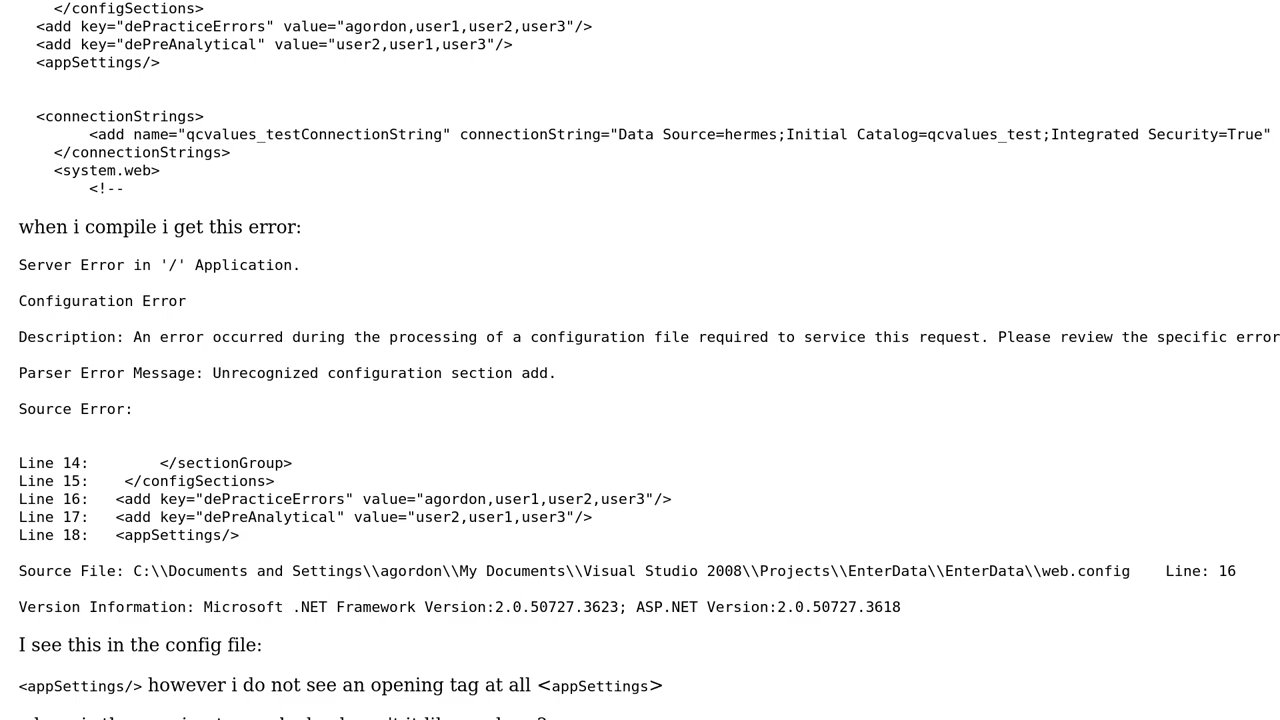 </configSections>
<add key="dePracticeErrors" value="agordon,user1,user2,user3"/>
<add key="dePreAnalytical" value="user2,user1,user3"/>
<appSettings/>
<connectionStrings>
<add name="qcvalues_testConnectionString" connectionString="Data Source=hermes;Initial Catalog=qcvalues_test;Integrated Security=True"
</connectionStrings>
<system.web>
<!--
when i compile i get this error:
Server Error in '/' Application.
Configuration Error
Description: An error occurred during the processing of a configuration file required to service this request. Please review the specific error
Parser Error Message: Unrecognized configuration section add.
Source Error:
Line 14:        </sectionGroup>
Line 15:    </configSections>
Line 16:   <add key="dePracticeErrors" value="agordon,user1,user2,user3"/>
Line 17:   <add key="dePreAnalytical" value="user2,user1,user3"/>
Line 18:   <appSettings/>
Source File: C:\\Documents and Settings\\agordon\\My Documents\\Visual Studio 2008\\Projects\\EnterData\\EnterData\\web.config    Line: 16
Version Information: Microsoft .NET Framework Version:2.0.50727.3623; ASP.NET Version:2.0.50727.3618
I see this in the config file:
<appSettings/> however i do not see an opening tag at all <appSettings>